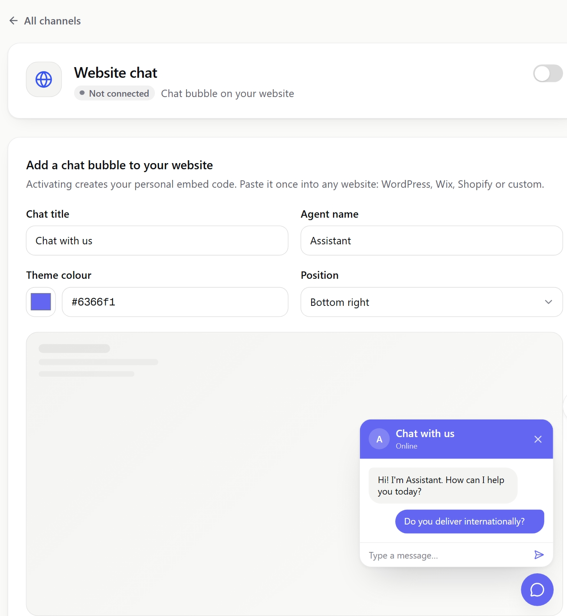 All channels
Website chat
Not connected
Chat bubble on your website
Add a chat bubble to your website
Activating creates your personal embed code. Paste it once into any website: WordPress, Wix, Shopify or custom.
Chat title
Agent name
Chat with us
Assistant
Theme colour
Position
#6366f1
Bottom right
A
Chat with us
Online
Hi! I'm Assistant. How can I help
you today?
Do you deliver internationally?
Type a message...